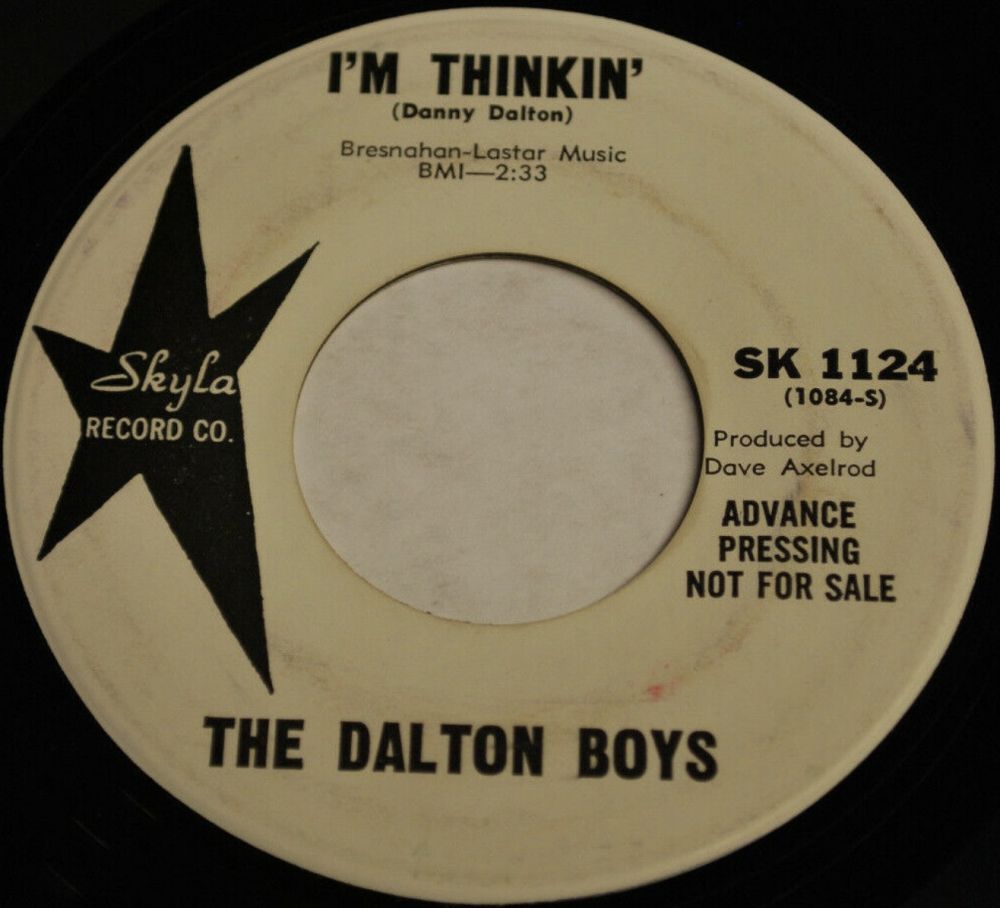 I'M THINKIN'
(Danny Dalton)
Bresnahan-Lastar Music
BMI—2:33
Skyla
RECORD CO.
SK 1124
(1084-S)
Produced by
Dave Axelrod
ADVANCE
PRESSING
NOT FOR SALE
THE DALTON BOYS